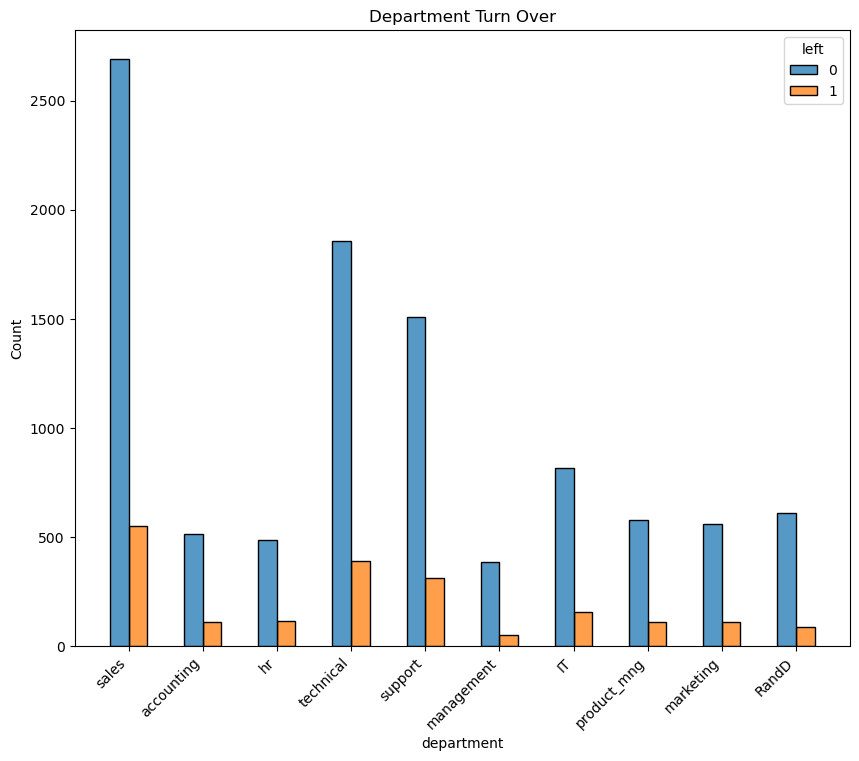 Department Turn Over
left
0
1
2500
2000
1500
1000
500
0
Count
sales
accounting
hr
technical
support
management
IT
product_mng
marketing
RandD
department